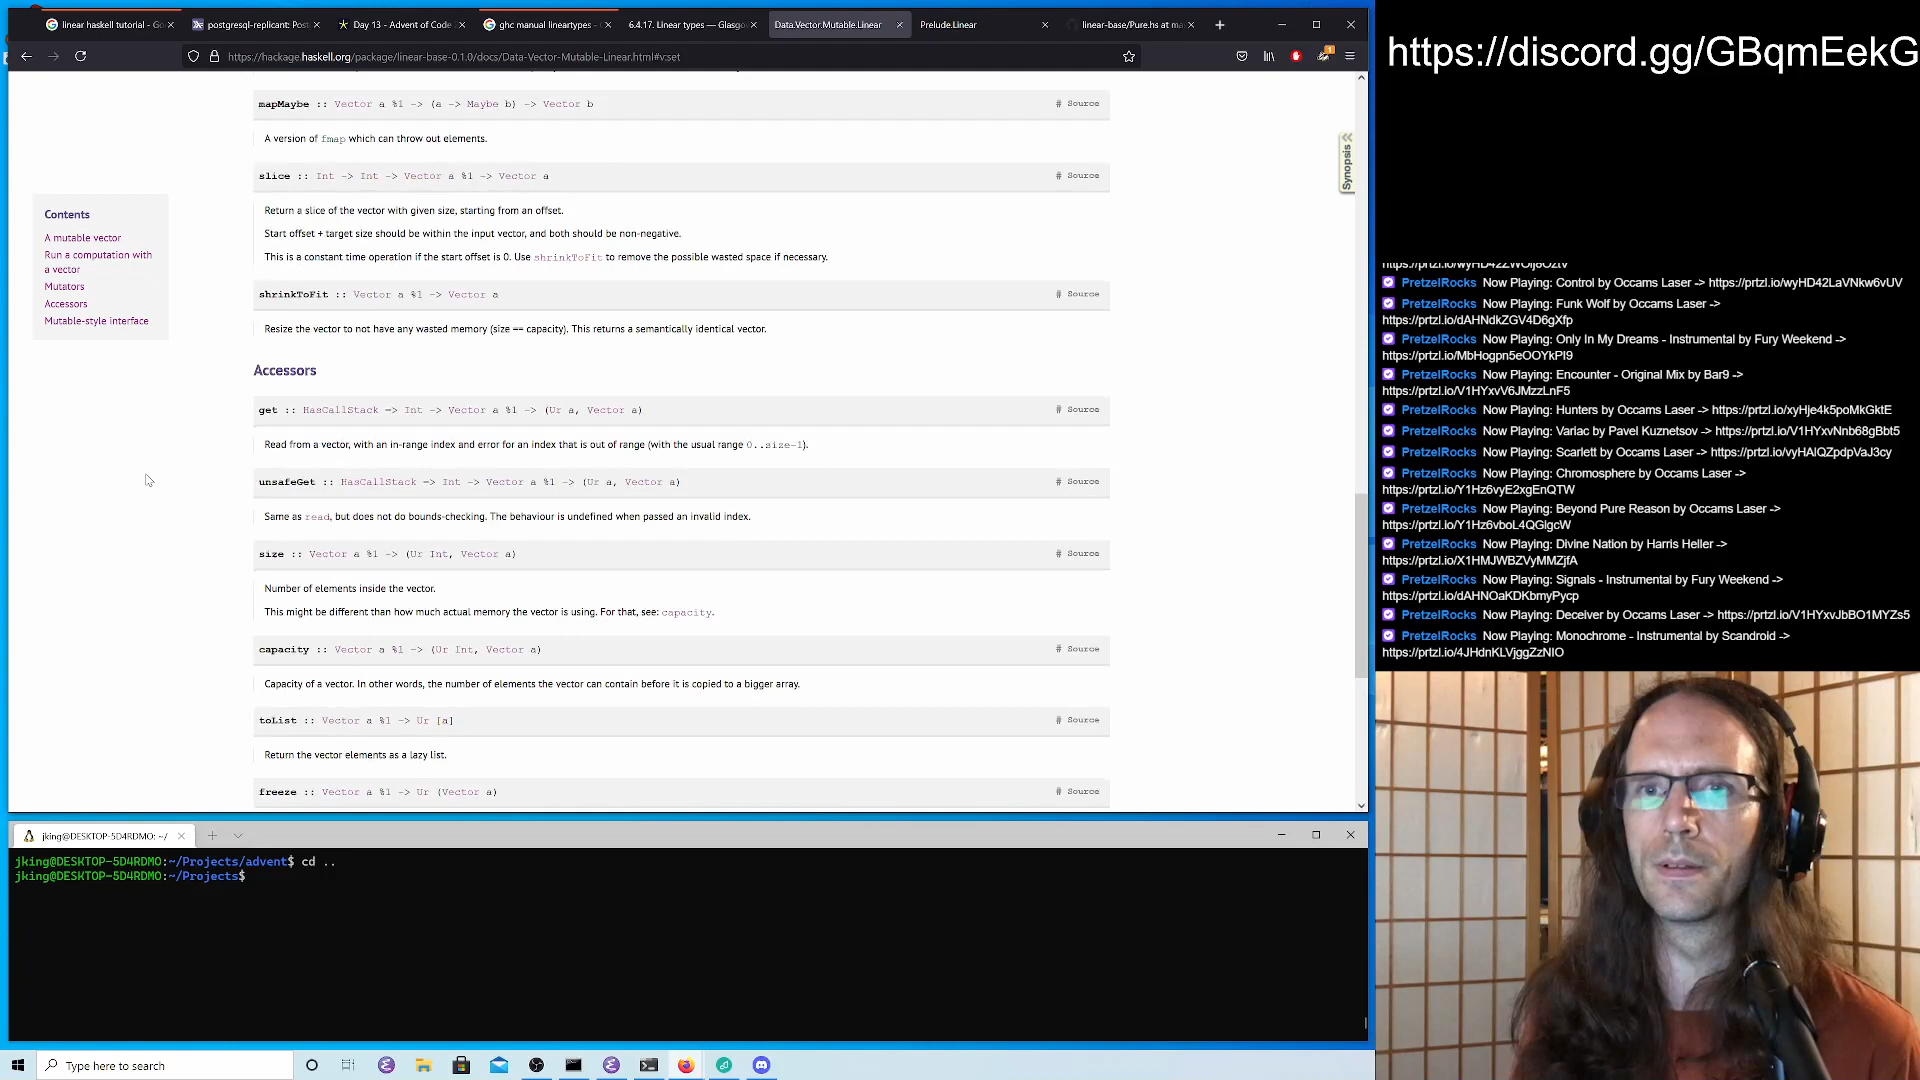 linear haskell tutorial - Go
postgresql-replicant: Post
Day 13 - Advent of Code
ghc manual lineartypes - G
6.4.17. Linear types — Glasgo
Data.Vector.Mutable.Linear
Prelude.Linear
linear-base/Pure.hs at ma
https://hackage.haskell.org/package/linear-base-0.1.0/docs/Data-Vector-Mutable-Linear.html#v:set
mapMaybe :: Vector a %1 -> (a -> Maybe b) -> Vector b
# Source
A version of fmap which can throw out elements.
slice :: Int -> Int -> Vector a %1 -> Vector a
# Source
Return a slice of the vector with given size, starting from an offset.
Start offset + target size should be within the input vector, and both should be non-negative.
This is a constant time operation if the start offset is 0. Use shrinkToFit to remove the possible wasted space if necessary.
shrinkToFit :: Vector a %1 -> Vector a
# Source
Resize the vector to not have any wasted memory (size == capacity). This returns a semantically identical vector.
Accessors
get :: HasCallStack => Int -> Vector a %1 -> (Ur a, Vector a)
# Source
Read from a vector, with an in-range index and error for an index that is out of range (with the usual range 0..size-1).
unsafeGet :: HasCallStack => Int -> Vector a %1 -> (Ur a, Vector a)
# Source
Same as read, but does not do bounds-checking. The behaviour is undefined when passed an invalid index.
size :: Vector a %1 -> (Ur Int, Vector a)
# Source
Number of elements inside the vector.
This might be different than how much actual memory the vector is using. For that, see: capacity.
capacity :: Vector a %1 -> (Ur Int, Vector a)
# Source
Capacity of a vector. In other words, the number of elements the vector can contain before it is copied to a bigger array.
toList :: Vector a %1 -> Ur [a]
# Source
Return the vector elements as a lazy list.
freeze :: Vector a %1 -> Ur (Vector a)
# Source
Contents
A mutable vector
Run a computation with
a vector
Mutators
Accessors
Mutable-style interface
Synopsis
jking@DESKTOP-5D4RDMO: ~/
jking@DESKTOP-5D4RDMO:~/Projects/advent$ cd ..
jking@DESKTOP-5D4RDMO:~/Projects$
Type here to search
https://discord.gg/GBqmEekG
PretzelRocks Now Playing: Control by Occams Laser -> https://prtzl.io/wyHD42LaVNkw6vUV
PretzelRocks Now Playing: Funk Wolf by Occams Laser ->
https://prtzl.io/dAHNdkZGV4D6gXfp
PretzelRocks Now Playing: Only In My Dreams - Instrumental by Fury Weekend ->
https://prtzl.io/MbHogpn5eOOYkPI9
PretzelRocks Now Playing: Encounter - Original Mix by Bar9 ->
https://prtzl.io/V1HYxvV6JMzzLnF5
PretzelRocks Now Playing: Hunters by Occams Laser -> https://prtzl.io/xyHje4k5poMkGktE
PretzelRocks Now Playing: Variac by Pavel Kuznetsov -> https://prtzl.io/V1HYxvNnb68gBbt5
PretzelRocks Now Playing: Scarlett by Occams Laser -> https://prtzl.io/vyHAlQZpdpVaJ3cy
PretzelRocks Now Playing: Chromosphere by Occams Laser ->
https://prtzl.io/Y1Hz6vyE2xgEnQTW
PretzelRocks Now Playing: Beyond Pure Reason by Occams Laser ->
https://prtzl.io/Y1Hz6vboL4QGlgcW
PretzelRocks Now Playing: Divine Nation by Harris Heller ->
https://prtzl.io/X1HMJWBZVyMMZjfA
PretzelRocks Now Playing: Signals - Instrumental by Fury Weekend ->
https://prtzl.io/dAHNOaKDKbmyPycp
PretzelRocks Now Playing: Deceiver by Occams Laser -> https://prtzl.io/V1HYxvJbBO1MYZs5
PretzelRocks Now Playing: Monochrome - Instrumental by Scandroid ->
https://prtzl.io/4JHdnKLVjggZzNIO